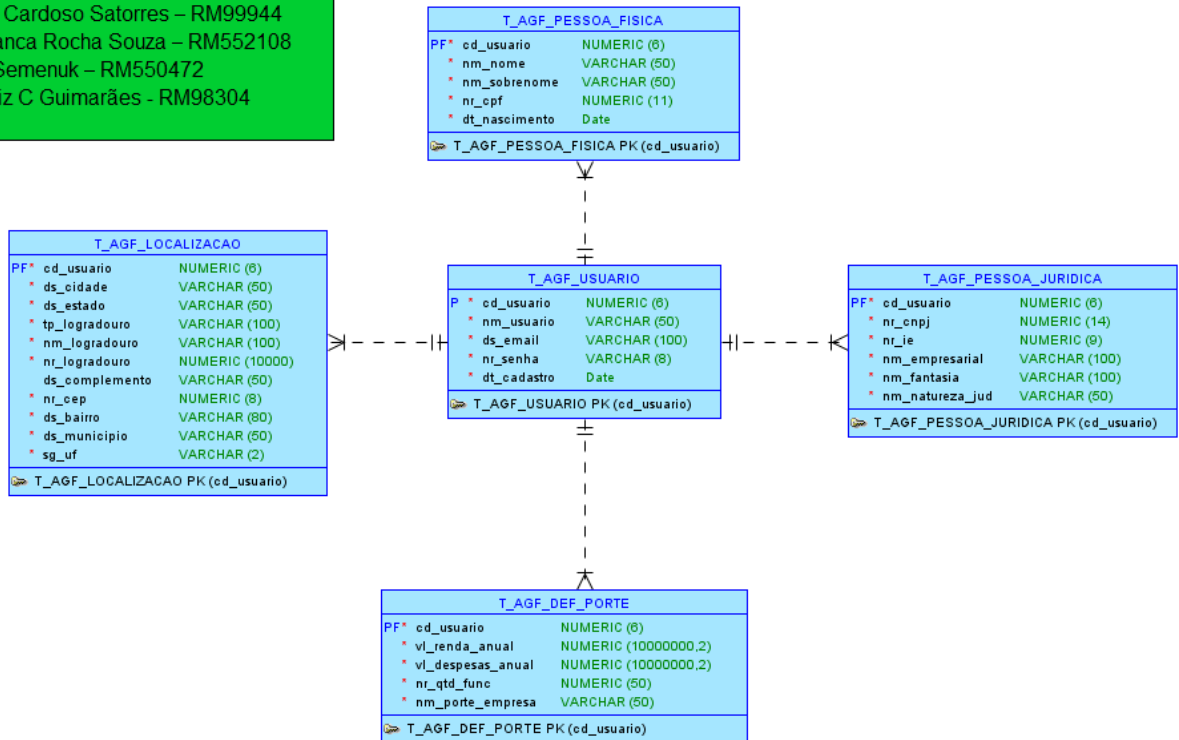 Cardoso Satorres – RM99944
Rocha Souza – RM552108
Semenuk – RM550472
C Guimarães - RM98304
T_AGF_PESSOA_FISICA
PF* cd_usuario NUMERIC (6)
* nm_nome VARCHAR (50)
* nm_sobrenome VARCHAR (50)
* nr_cpf NUMERIC (11)
* dt_nascimento Date
T_AGF_PESSOA_FISICA PK (cd_usuario)
T_AGF_LOCALIZACAO
PF* cd_usuario NUMERIC (6)
* ds_cidade VARCHAR (50)
* ds_estado VARCHAR (50)
* tp_logradouro VARCHAR (100)
* nm_logradouro VARCHAR (100)
* nr_logradouro NUMERIC (10000)
ds_complemento VARCHAR (50)
* nr_cep NUMERIC (8)
* ds_bairro VARCHAR (80)
* ds_municipio VARCHAR (50)
* sg_uf VARCHAR (2)
T_AGF_LOCALIZACAO PK (cd_usuario)
T_AGF_USUARIO
P * cd_usuario NUMERIC (6)
* nm_usuario VARCHAR (50)
* ds_email VARCHAR (100)
* nr_senha VARCHAR (8)
* dt_cadastro Date
T_AGF_USUARIO PK (cd_usuario)
T_AGF_PESSOA_JURIDICA
PF* cd_usuario NUMERIC (6)
* nr_cnpj NUMERIC (14)
* nr_ie NUMERIC (9)
* nm_empresarial VARCHAR (100)
* nm_fantasia VARCHAR (100)
* nm_natureza_jud VARCHAR (50)
T_AGF_PESSOA_JURIDICA PK (cd_usuario)
T_AGF_DEF_PORTE
PF* cd_usuario NUMERIC (6)
* vl_renda_anual NUMERIC (10000000,2)
* vl_despesas_anual NUMERIC (10000000,2)
* nr_qtd_func NUMERIC (50)
* nm_porte_empresa VARCHAR (50)
T_AGF_DEF_PORTE PK (cd_usuario)